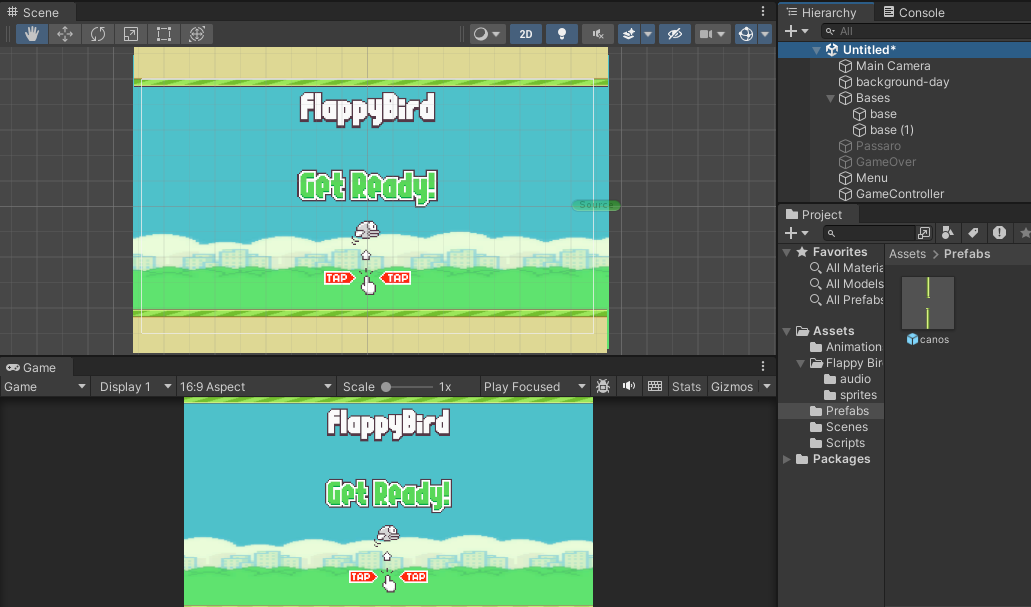 Scene
2D
FlappyBird
Get Ready!
Source
TAP TAP
Game
Game Display 1 16:9 Aspect Scale 1x Play Focused Stats Gizmos
FlappyBird
Get Ready!
TAP TAP
Hierarchy Console
All
Untitled*
Main Camera
background-day
Bases
base
base (1)
Passaro
GameOver
Menu
GameController
Project
Favorites
All Materia
All Models
All Prefabs
Assets
Animation
Flappy Bir
audio
sprites
Prefabs
Scenes
Scripts
Packages
Assets > Prefabs
canos